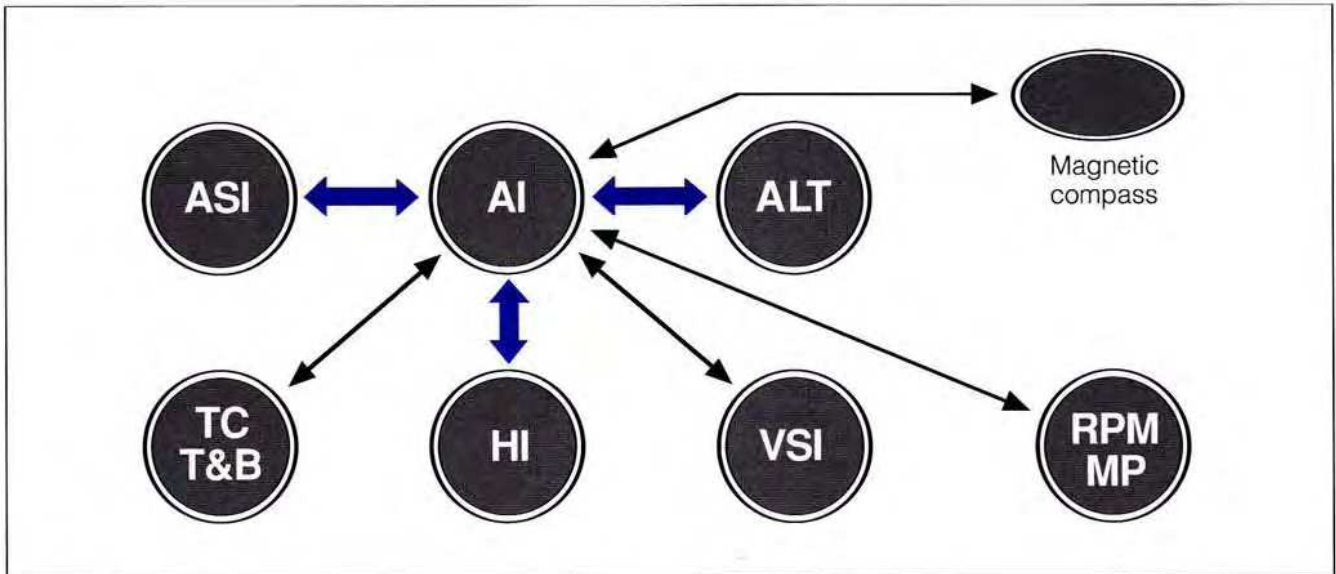 ASI
AI
ALT
Magnetic
compass
TC
T&B
HI
VSI
RPM
MP